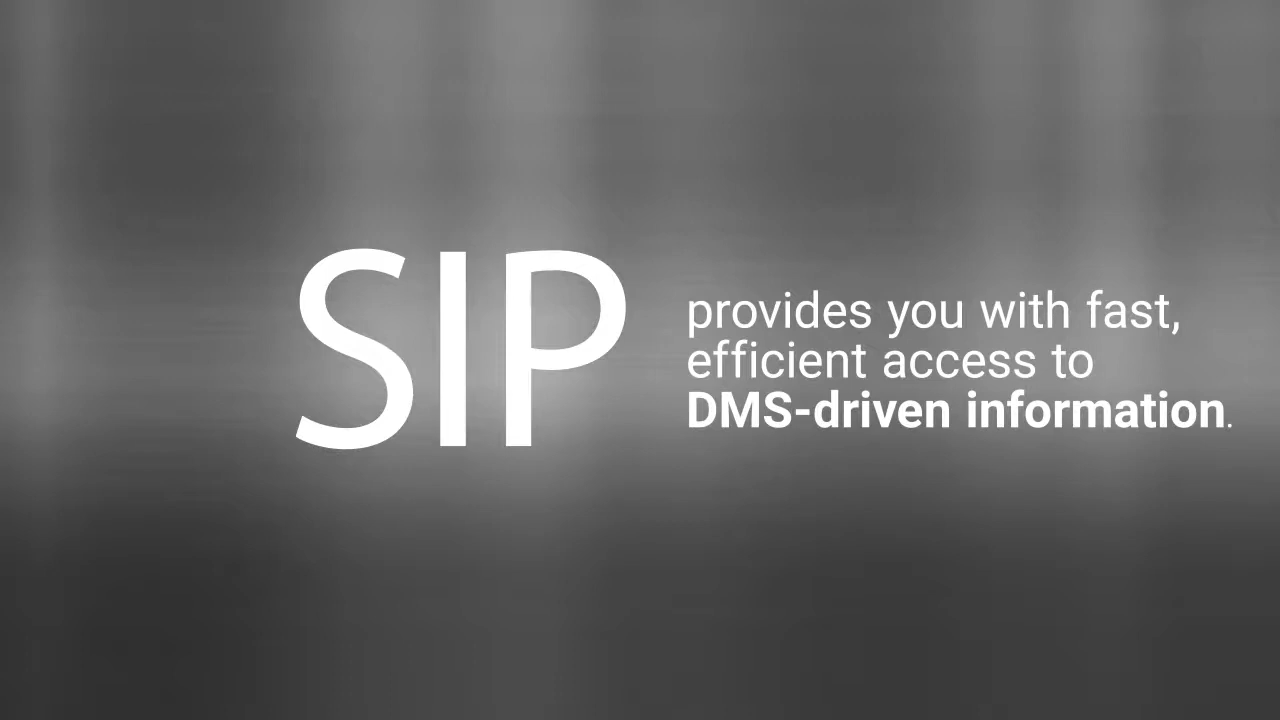 SIP
provides you with fast,
efficient access to
DMS-driven information.